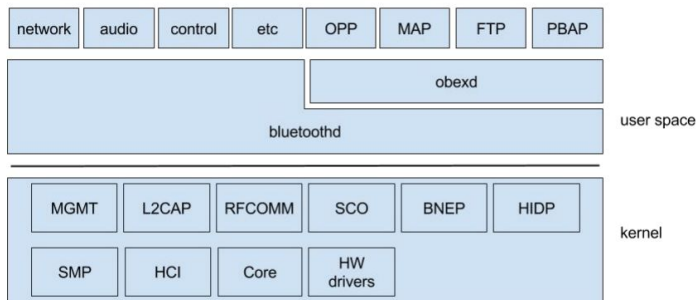 network audio control etc OPP MAP FTP PBAP
obexd
user space
bluetoothd
MGMT L2CAP RFCOMM SCO BNEP HIDP
kernel
SMP HCI Core HW
drivers